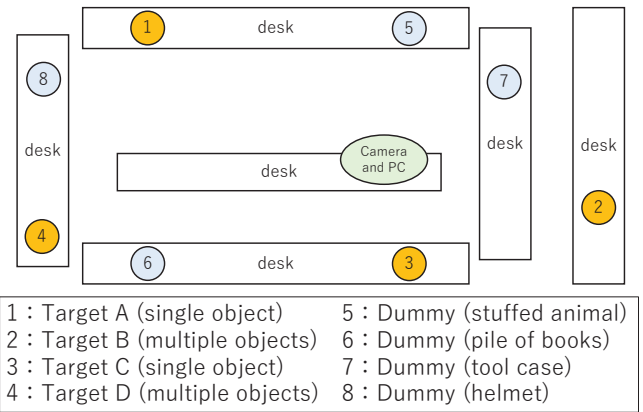 1
desk
5
8
7
desk
desk
desk
Camera
and PC
desk
2
4
6
desk
3
1：Target A (single object)
2：Target B (multiple objects)
3：Target C (single object)
4：Target D (multiple objects)
5：Dummy (stuffed animal)
6：Dummy (pile of books)
7：Dummy (tool case)
8：Dummy (helmet)